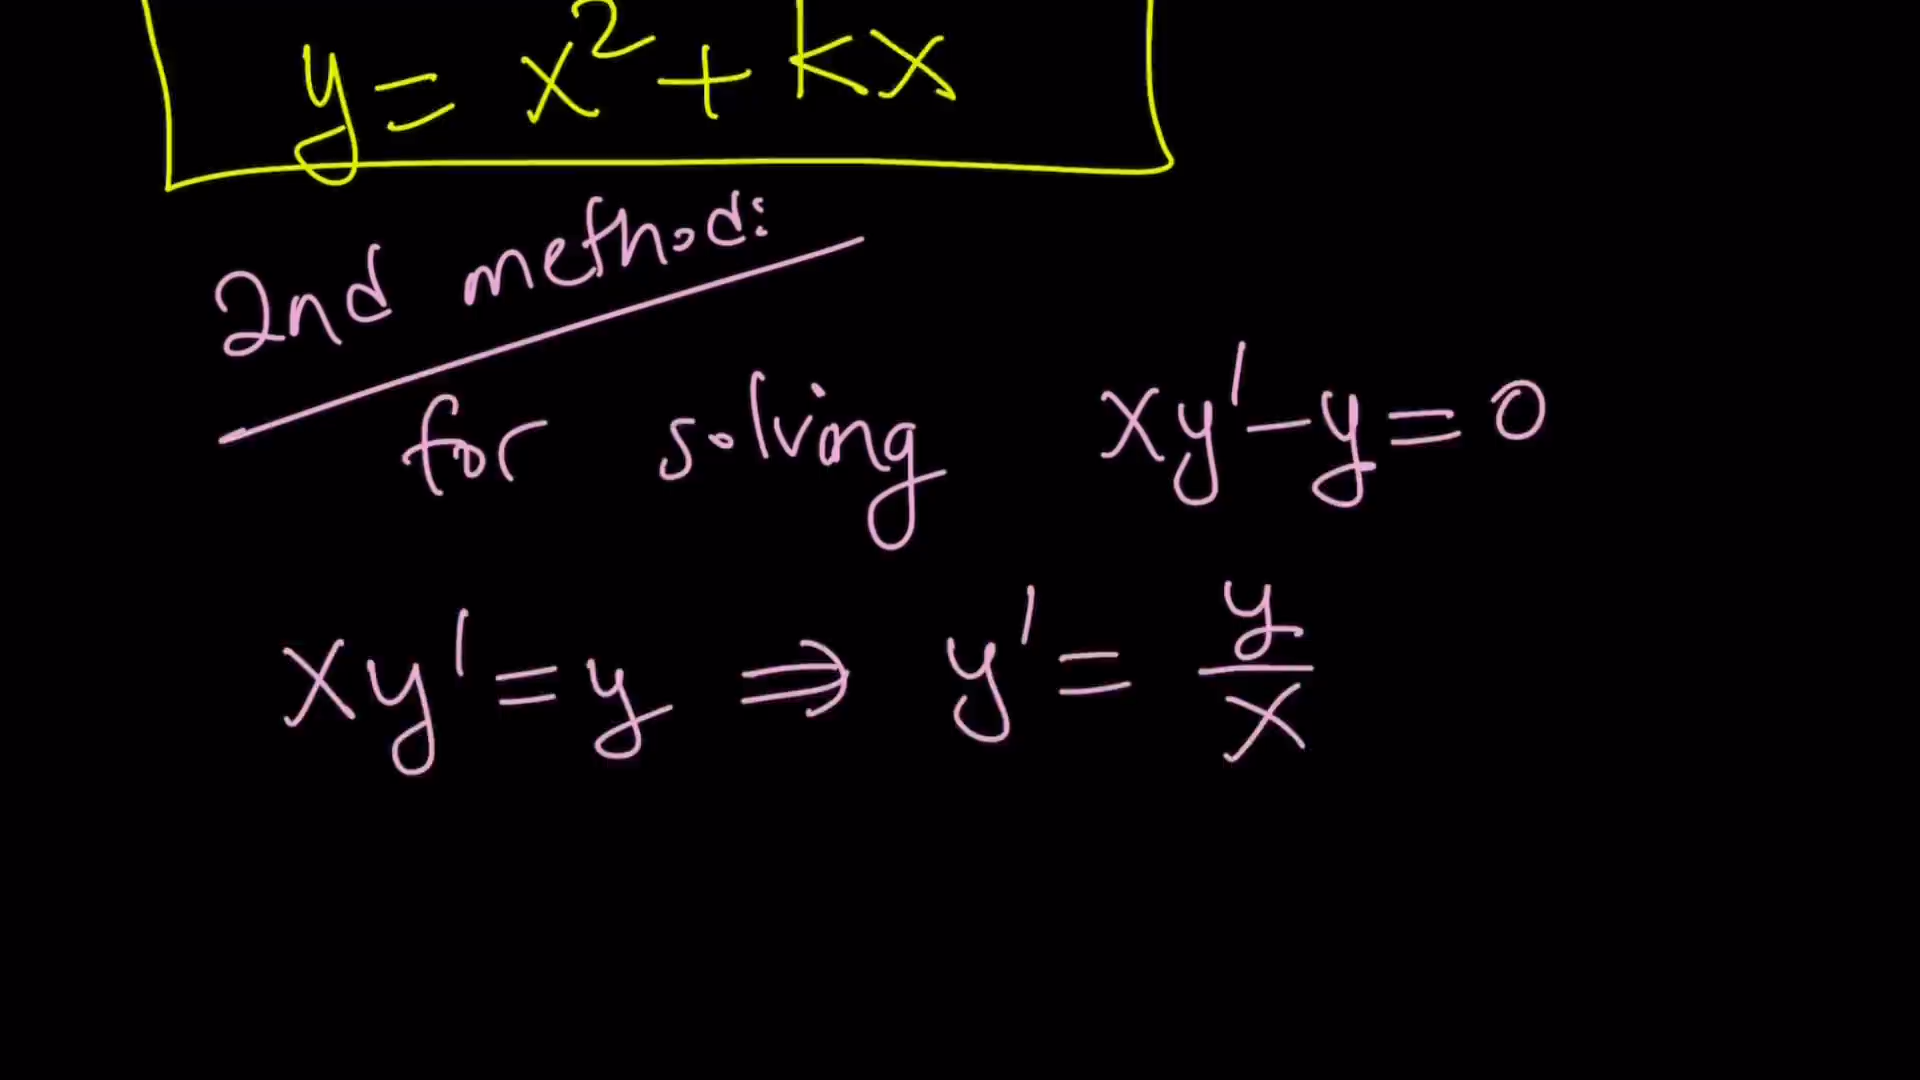 y = x² + kx
2nd method:
for solving xy' - y = 0
xy' = y ⇒ y' = y/x